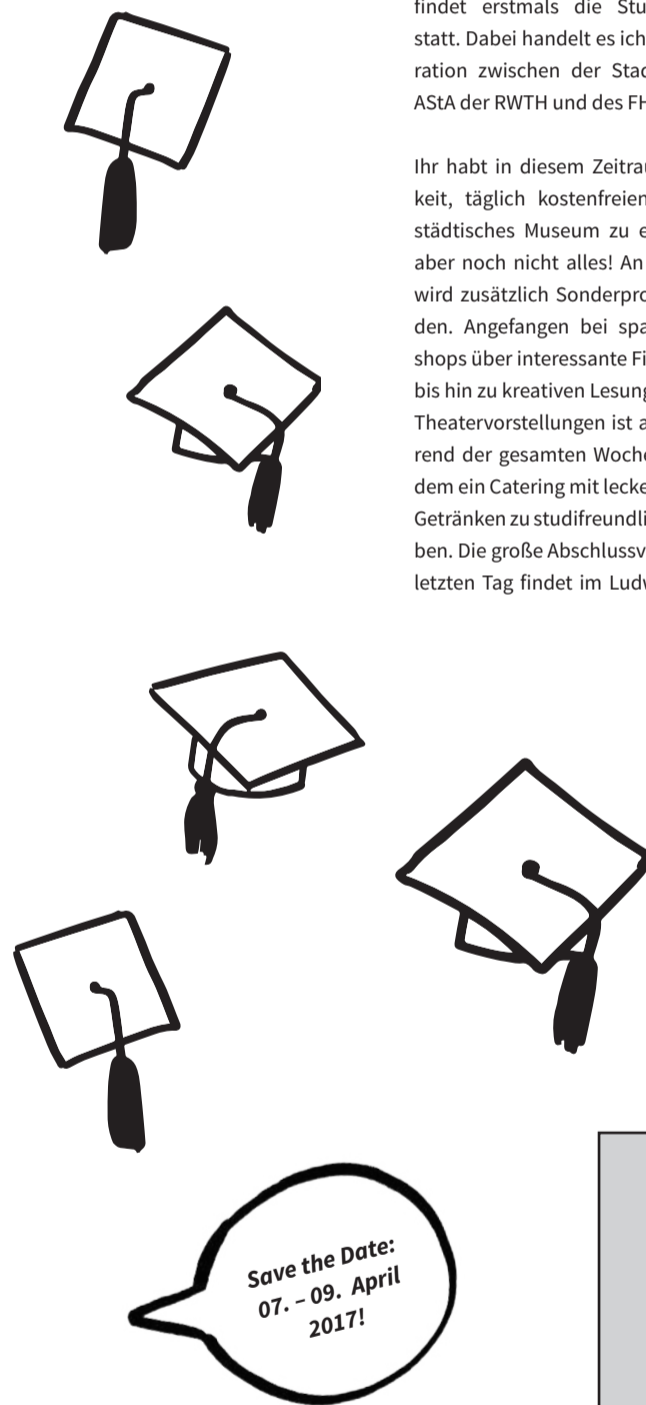 findet erstmals die Stu
statt. Dabei handelt es ich
ration zwischen der Stad
AStA der RWTH und des FH
Ihr habt in diesem Zeitrau
keit, täglich kostenfreien
städtisches Museum zu e
aber noch nicht alles! An
wird zusätzlich Sonderpro
den. Angefangen bei spa
shops über interessante Fi
bis hin zu kreativen Lesung
Theatervorstellungen ist a
rend der gesamten Woche
dem ein Catering mit lecke
Getränken zu studifreundli
ben. Die große Abschlussv
letzten Tag findet im Ludw
Save the Date:
07. – 09. April
2017!